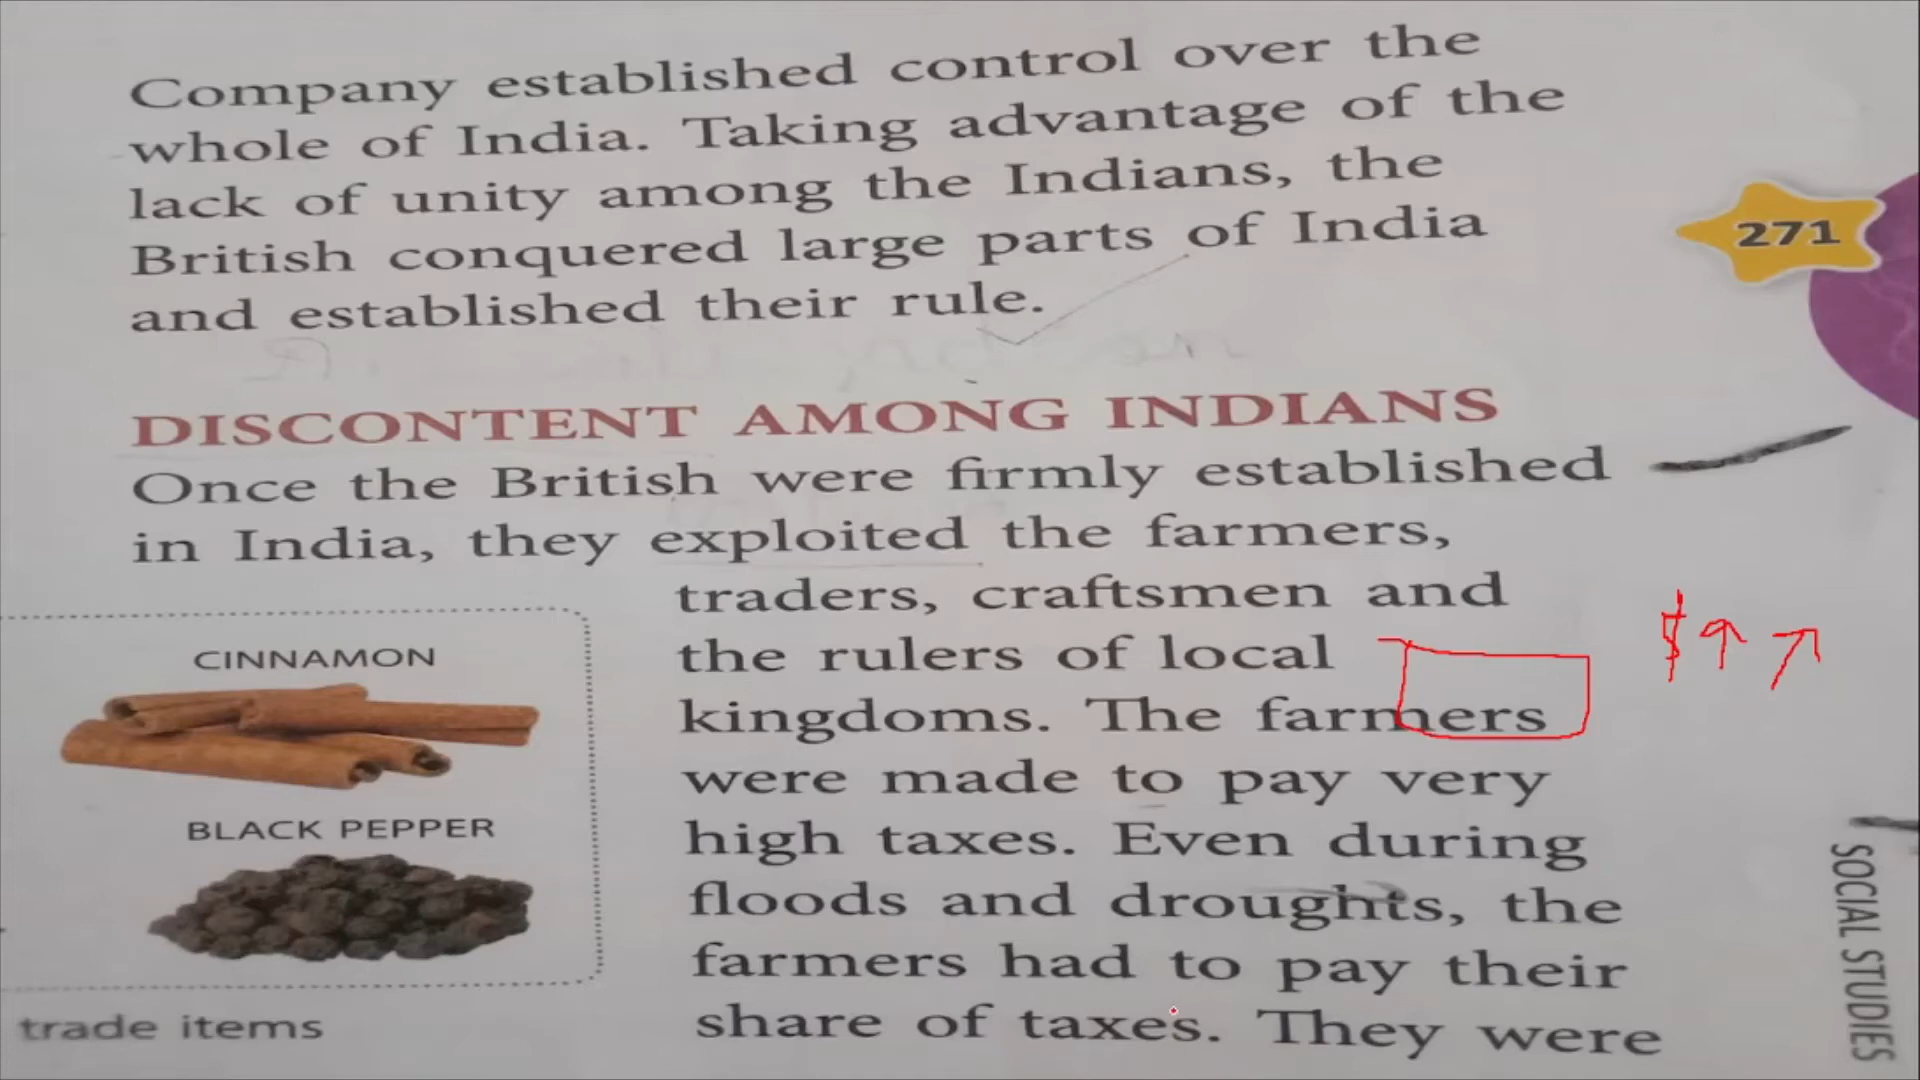 Company established control over the
whole of India. Taking advantage of the
lack of unity among the Indians, the
British conquered large parts of India
and established their rule.
271
DISCONTENT AMONG INDIANS
Once the British were firmly established
in India, they exploited the farmers,
traders, craftsmen and
the rulers of local
kingdoms. The farmers
were made to pay very
high taxes. Even during
floods and droughts, the
farmers had to pay their
share of taxes. They were
CINNAMON
BLACK PEPPER
trade items
$
SOCIAL STUDIES